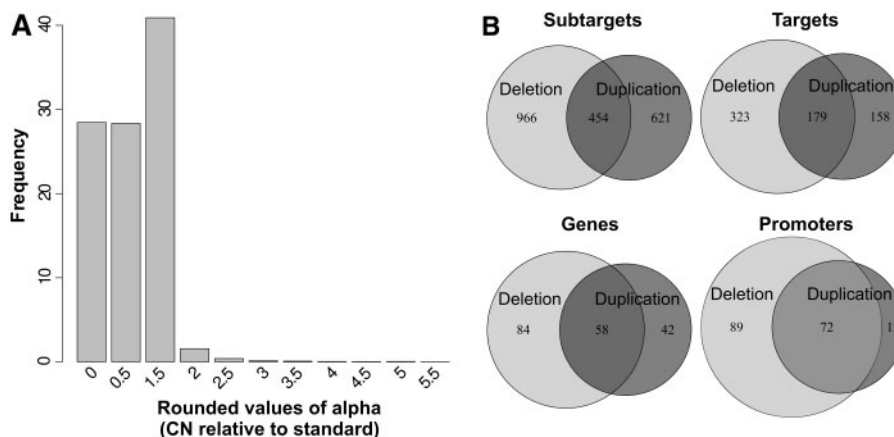 A
Frequency
40
30
20
10
0
0 0.5 1.5 2 2.5 3 3.5 4 4.5 5 5.5
Rounded values of alpha
(CN relative to standard)
B
Subtargets
Deletion Duplication
966 454 621
Targets
Deletion Duplication
323 179 158
Genes
Deletion Duplication
84 58 42
Promoters
Deletion Duplication
89 72 1